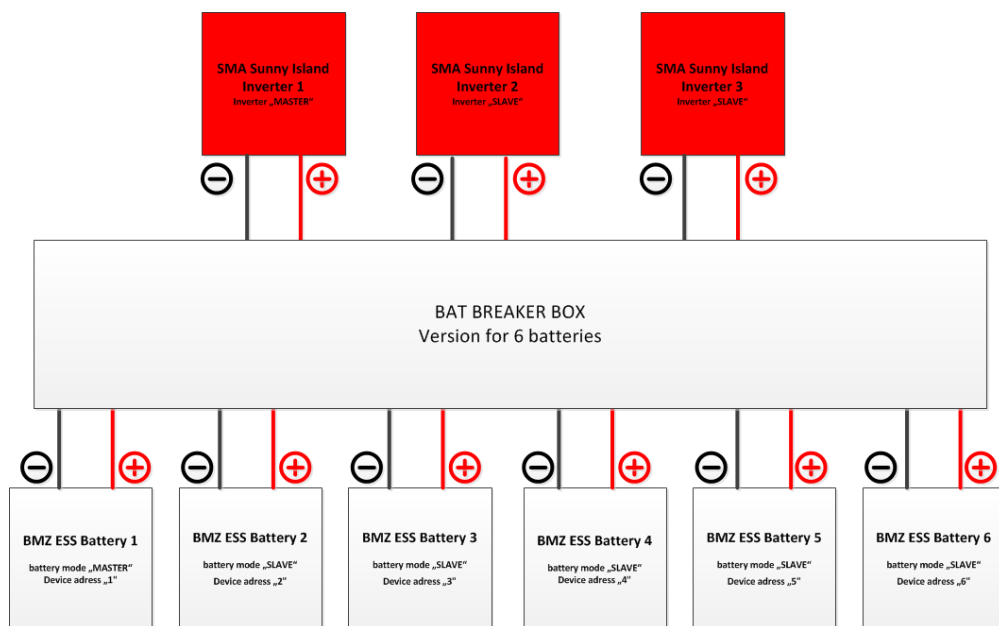 SMA Sunny Island
Inverter 1
Inverter „MASTER“
SMA Sunny Island
Inverter 2
Inverter „SLAVE“
SMA Sunny Island
Inverter 3
Inverter „SLAVE“
BAT BREAKER BOX
Version for 6 batteries
BMZ ESS Battery 1
battery mode „MASTER“
Device adress „1"
BMZ ESS Battery 2
battery mode „SLAVE“
Device adress „2"
BMZ ESS Battery 3
battery mode „SLAVE“
Device adress „3"
BMZ ESS Battery 4
battery mode „SLAVE“
Device adress „4"
BMZ ESS Battery 5
battery mode „SLAVE“
Device adress „5"
BMZ ESS Battery 6
battery mode „SLAVE“
Device adress „6"